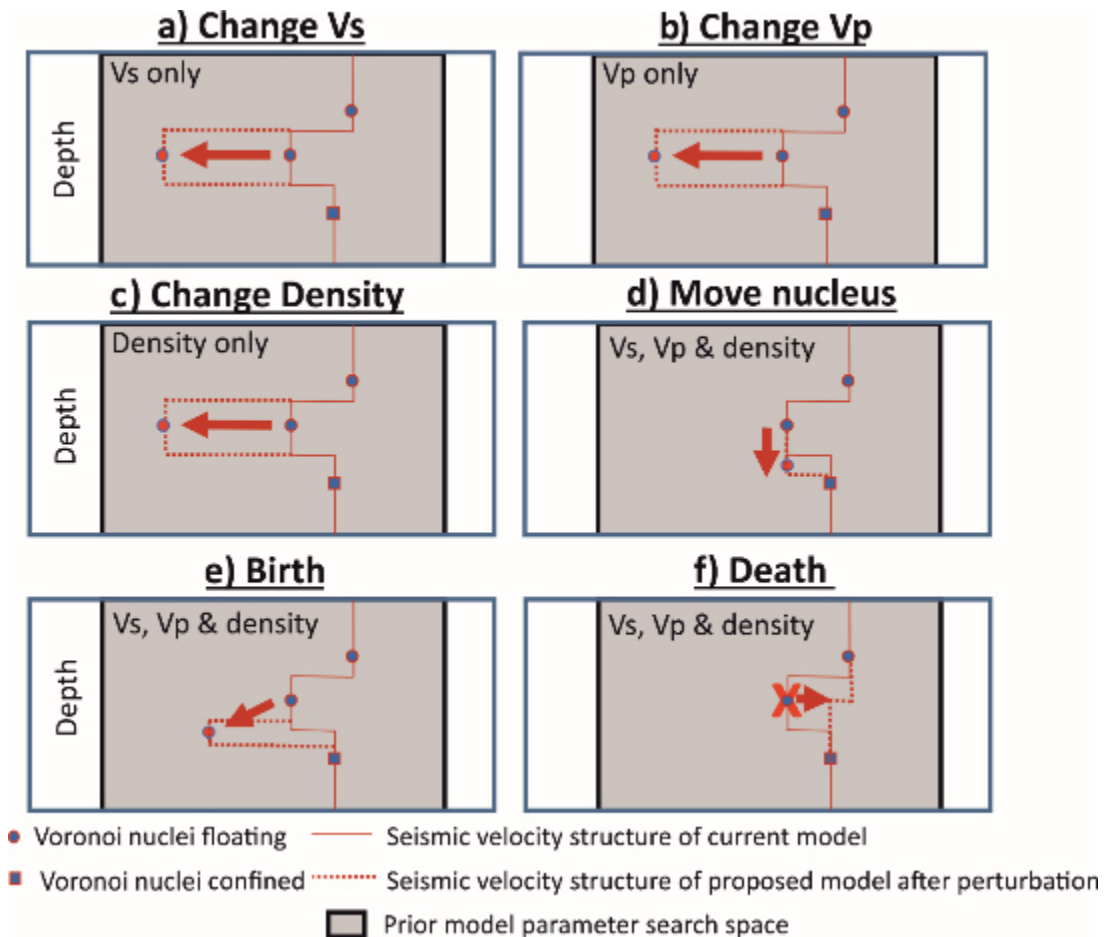 a) Change Vs
b) Change Vp
Vs only
Vp only
Depth
c) Change Density
d) Move nucleus
Density only
Vs, Vp & density
Depth
e) Birth
f) Death
Vs, Vp & density
Vs, Vp & density
X
Depth
Voronoi nuclei floating
Seismic velocity structure of current model
Voronoi nuclei confined
Seismic velocity structure of proposed model after perturbation
Prior model parameter search space